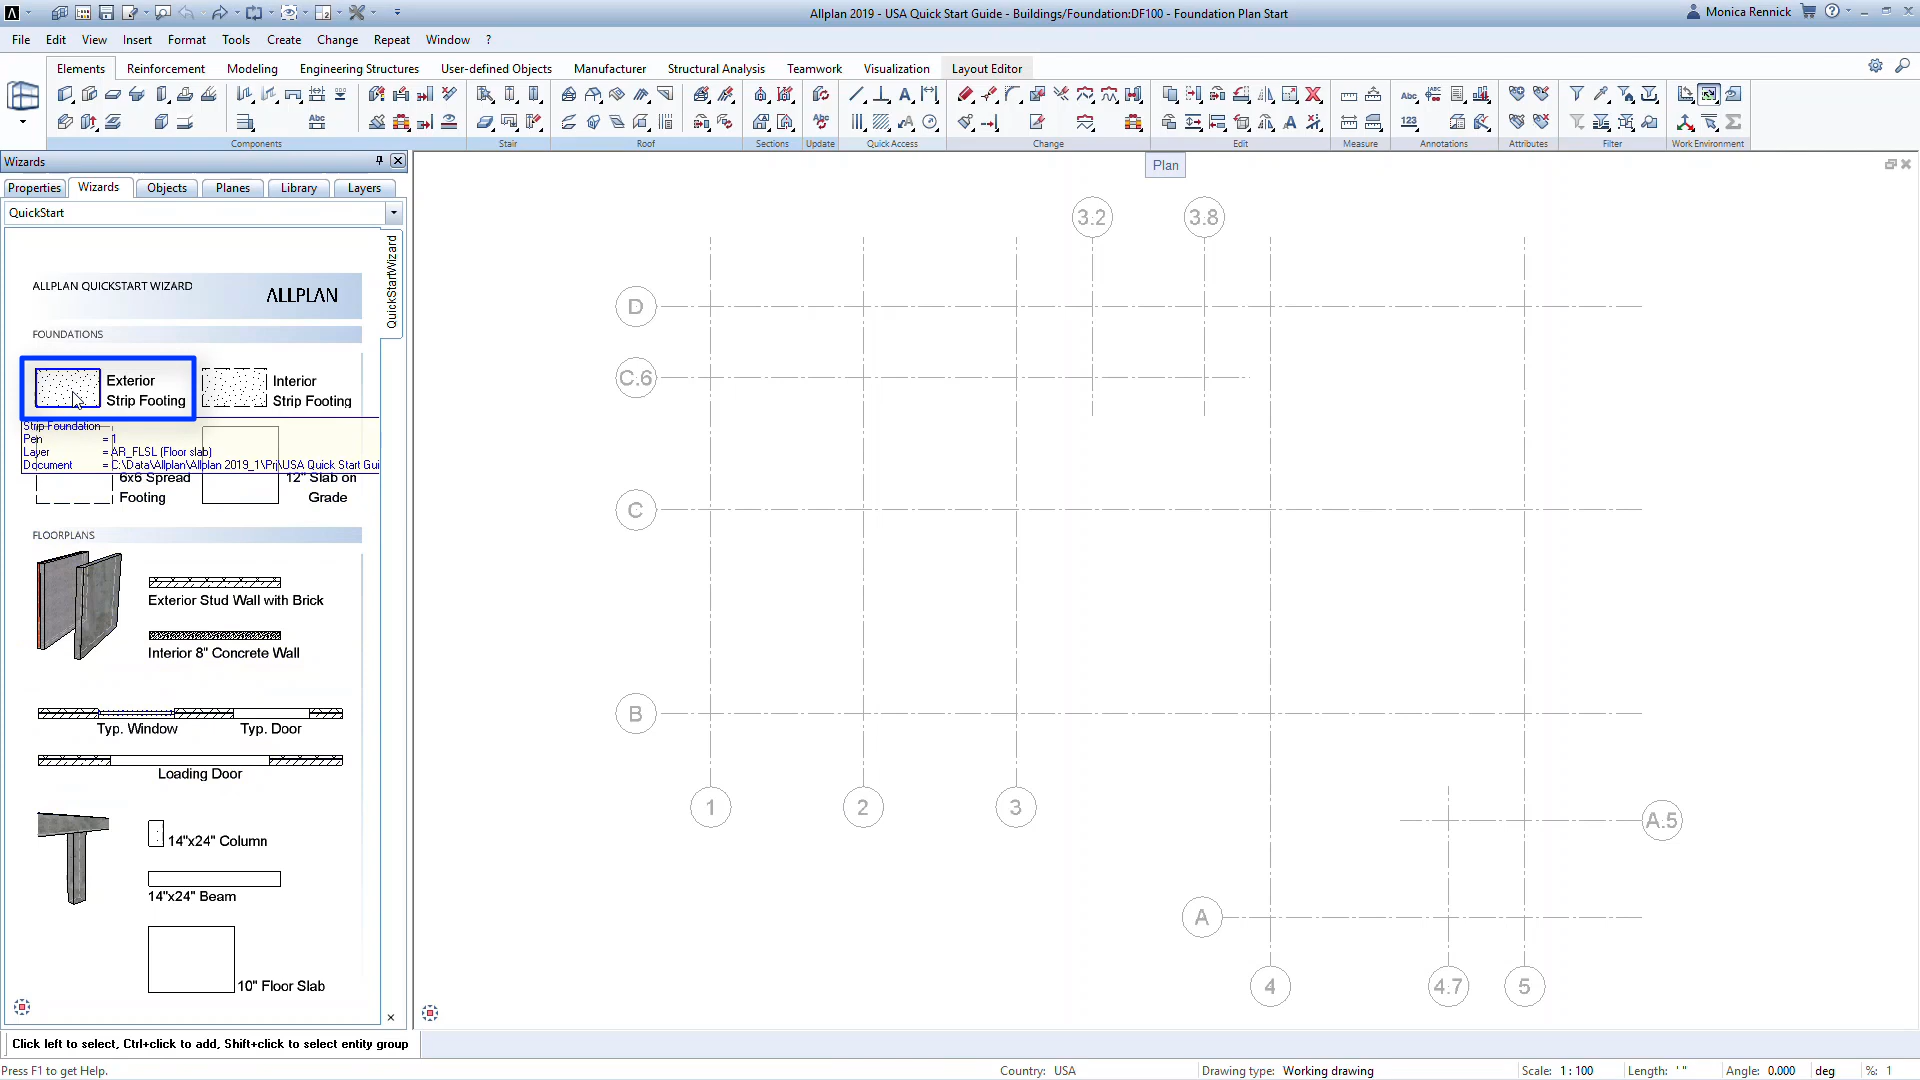 Allplan 2019 - USA Quick Start Guide - Buildings/Foundation:DF100 - Foundation Plan Start
Monica Rennick
File Edit View Insert Format Tools Create Change Repeat Window ?
Elements Reinforcement Modeling Engineering Structures User-defined Objects Manufacturer Structural Analysis Teamwork Visualization Layout Editor
Components Stair Roof Sections Update Quick Access Change Edit Measure Annotations Attributes Filter Work Environment
Wizards
Properties Wizards Objects Planes Library Layers
QuickStart
QuickStartWizard
ALLPLAN QUICKSTART WIZARD
ALLPLAN
FOUNDATIONS
Exterior
Strip Footing
Interior
Strip Footing
Strip Foundation
Pen = 1
Layer = AR_FLSL (Floor slab)
Document = C:\Data\Allplan\Allplan 2019_1\Prj\USA Quick Start Gui
6x6 Spread
Footing
12" Slab on
Grade
FLOORPLANS
Exterior Stud Wall with Brick
Interior 8" Concrete Wall
Typ. Window
Typ. Door
Loading Door
14"x24" Column
14"x24" Beam
10" Floor Slab
Plan
3.2
3.8
D
C.6
C
B
1
2
3
A.5
A
4
4.7
5
Click left to select, Ctrl+click to add, Shift+click to select entity group
Press F1 to get Help.
Country: USA
Drawing type: Working drawing
Scale: 1 : 100
Length: ' "
Angle: 0.000 deg
%: 1